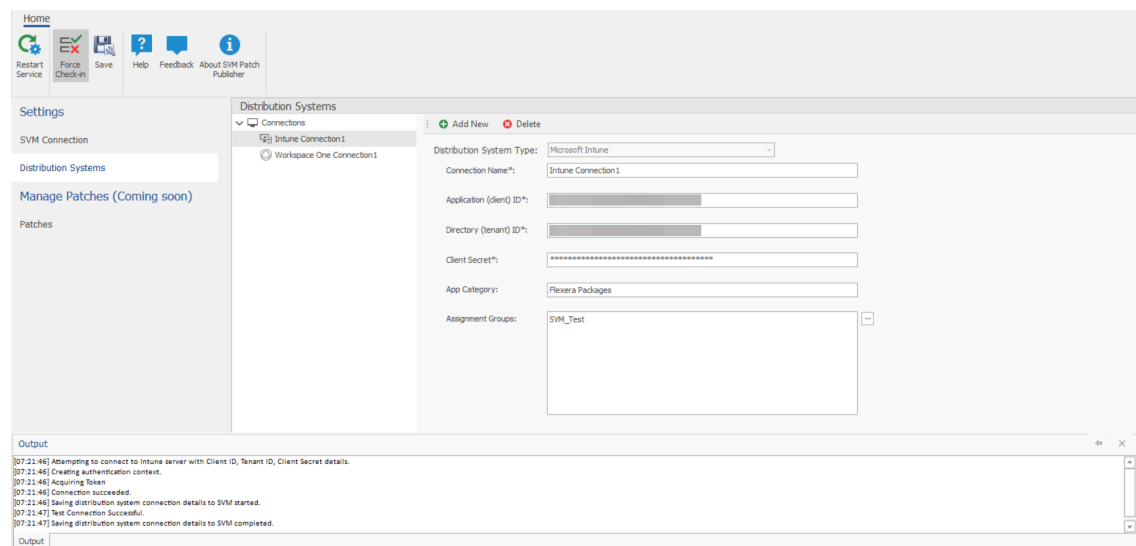 Home
Restart Service
Force Check-in
Save
Help
Feedback
About SVM Patch Publisher
Settings
SVM Connection
Distribution Systems
Manage Patches (Coming soon)
Patches
Distribution Systems
Connections
Intune Connection1
Workspace One Connection1
Add New
Delete
Distribution System Type:
Microsoft Intune
Connection Name*:
Intune Connection1
Application (client) ID*:
Directory (tenant) ID*:
Client Secret*:
*************************************
App Category:
Flexera Packages
Assignment Groups:
SVM_Test
...
Output
[07:21:46] Attempting to connect to Intune server with Client ID, Tenant ID, Client Secret details.
[07:21:46] Creating authentication context.
[07:21:46] Acquiring Token
[07:21:46] Connection succeeded.
[07:21:46] Saving distribution system connection details to SVM started.
[07:21:47] Test Connection Successful.
[07:21:47] Saving distribution system connection details to SVM completed.
Output